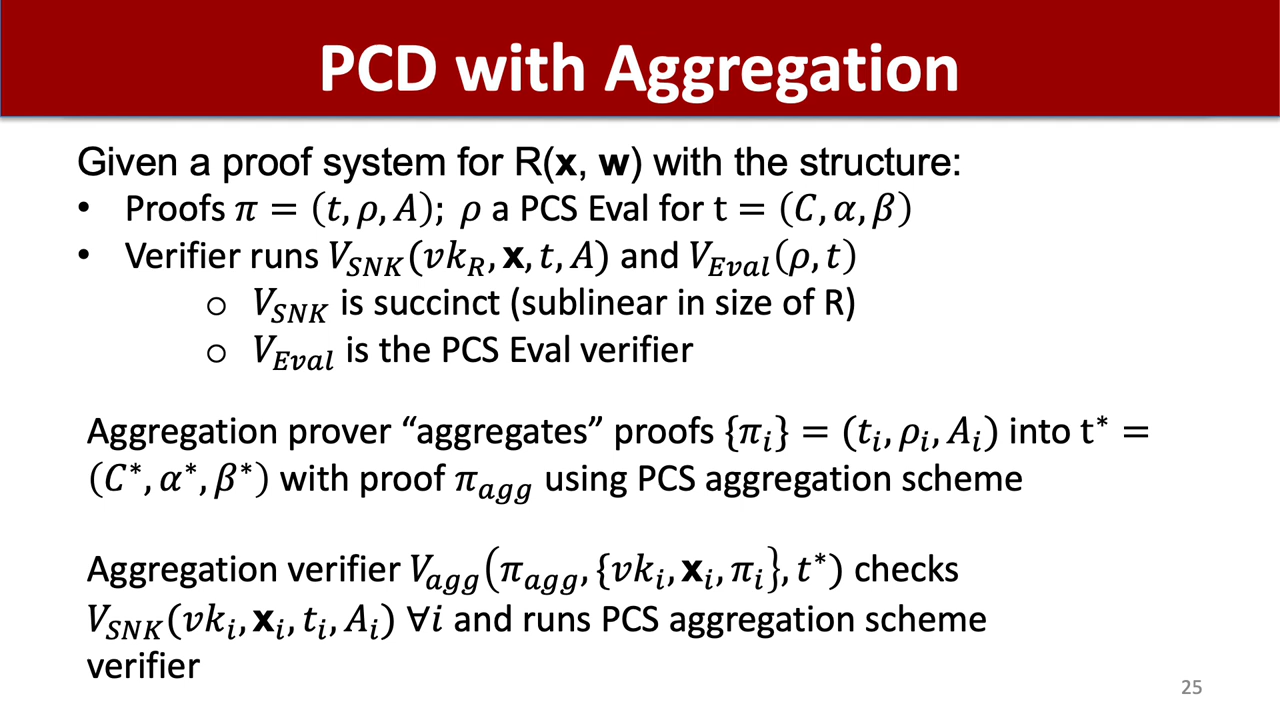 PCD with Aggregation
Given a proof system for R(x, w) with the structure:
• Proofs π = (t, ρ, A); ρ a PCS Eval for t = (C, α, β)
• Verifier runs V_SNK(vk_R, x, t, A) and V_Eval(ρ, t)
○ V_SNK is succinct (sublinear in size of R)
○ V_Eval is the PCS Eval verifier
Aggregation prover “aggregates” proofs {π_i} = (t_i, ρ_i, A_i) into t* =
(C*, α*, β*) with proof π_agg using PCS aggregation scheme
Aggregation verifier V_agg(π_agg, {vk_i, x_i, π_i}, t*) checks
V_SNK(vk_i, x_i, t_i, A_i) ∀i and runs PCS aggregation scheme
verifier
25